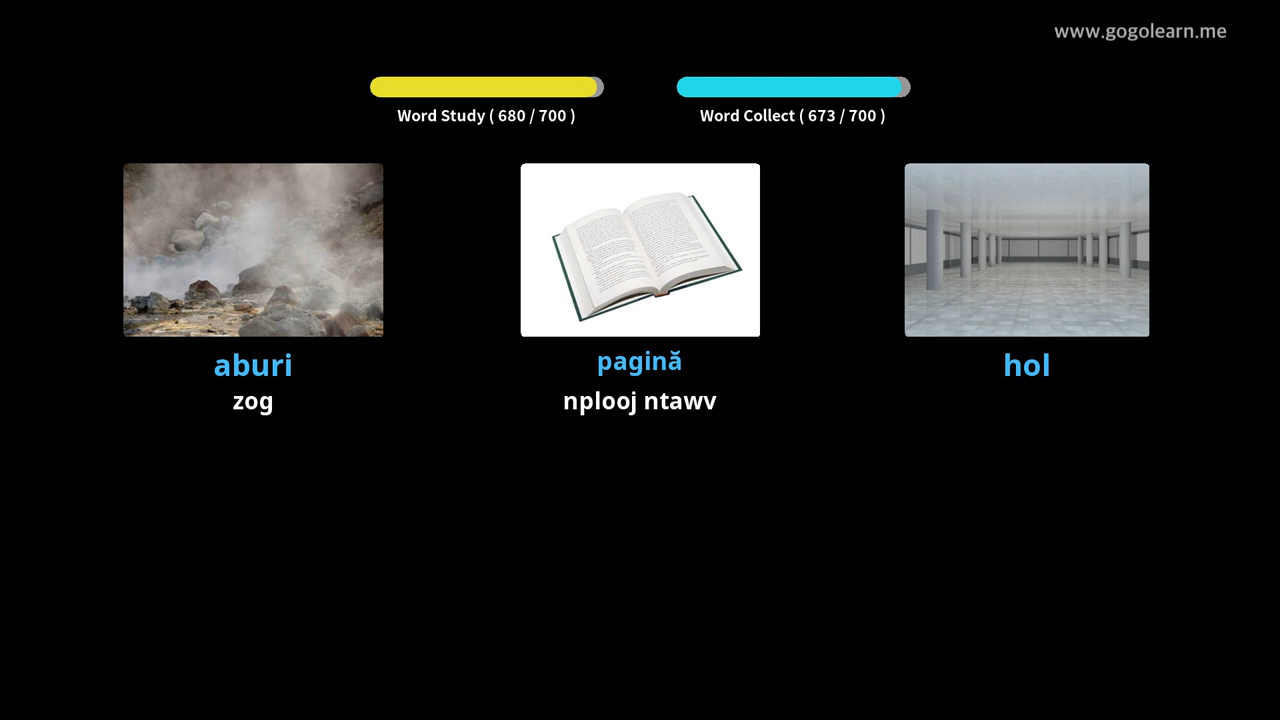 www.gogolearn.me
Word Study ( 680 / 700 )
Word Collect ( 673 / 700 )
aburi
zog
pagină
nplooj ntawv
hol